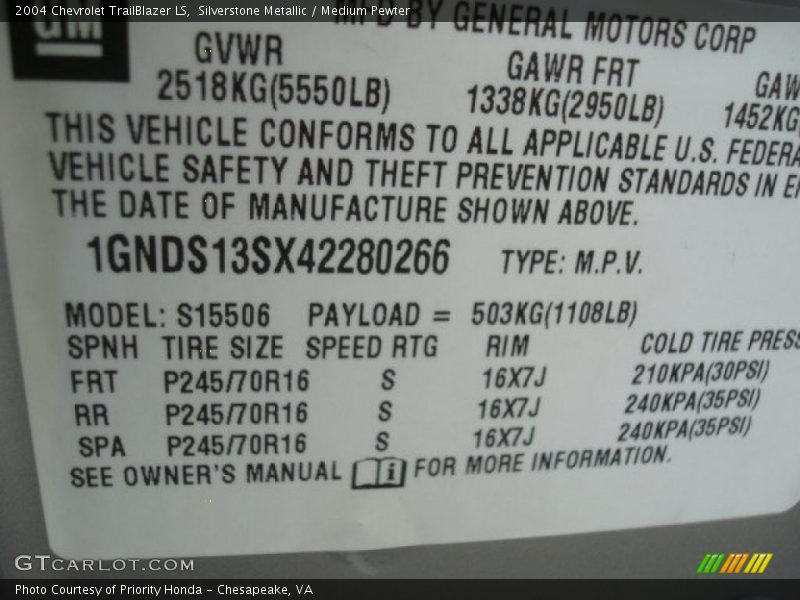 2004 Chevrolet TrailBlazer LS, Silverstone Metallic / Medium Pewter
GM
MFD BY GENERAL MOTORS CORP
GVWR GAWR FRT
2518KG(5550LB) 1338KG(2950LB) 1452KG
THIS VEHICLE CONFORMS TO ALL APPLICABLE U.S.
VEHICLE SAFETY AND THEFT PREVENTION STANDARDS IN
THE DATE OF MANUFACTURE SHOWN ABOVE.
1GNDS13SX42280266 TYPE: M.P.V.
MODEL: S15506 PAYLOAD = 503KG(1108LB)
SPNH TIRE SIZE SPEED RTG RIM COLD TIRE PRESS
FRT P245/70R16 S 16X7J 210KPA(30PSI)
RR P245/70R16 S 16X7J 240KPA(35PSI)
SPA P245/70R16 S 16X7J 240KPA(35PSI)
SEE OWNER'S MANUAL i FOR MORE INFORMATION.
GTCARLOT.COM
Photo Courtesy of Priority Honda - Chesapeake, VA